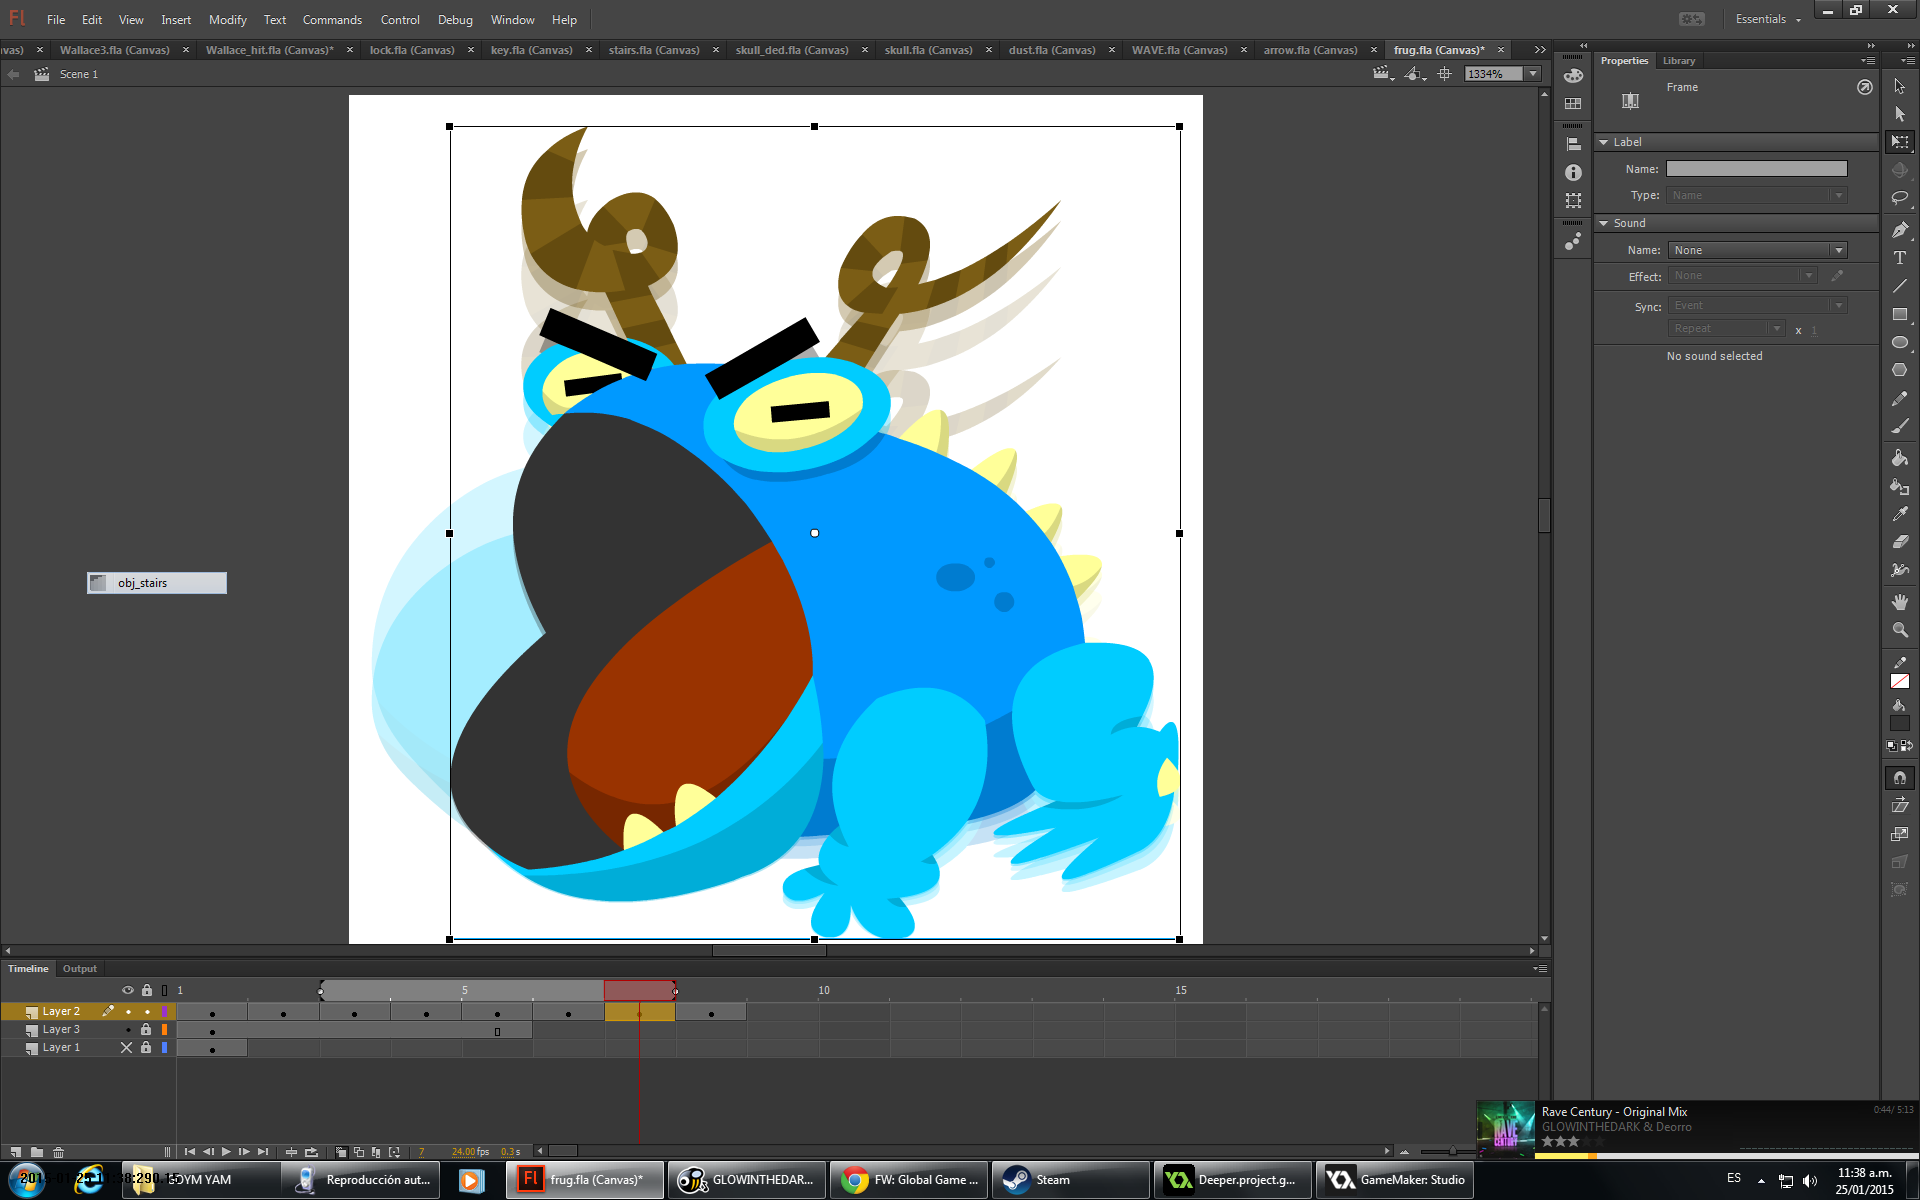 Fl File Edit View Insert Modify Text Commands Control Debug Window Help Essentials
vas) Wallace3.fla (Canvas) Wallace_hit.fla (Canvas)* lock.fla (Canvas) key.fla (Canvas) stairs.fla (Canvas) skull_ded.fla (Canvas) skull.fla (Canvas) dust.fla (Canvas) WAVE.fla (Canvas) arrow.fla (Canvas) frug.fla (Canvas)*
Scene 1 1334%
Properties Library
Frame
Label
Name:
Type: Name
Sound
Name: None
Effect: None
Sync: Event
Repeat x 1
No sound selected
obj_stairs
Timeline Output
1 5 10 15
Layer 2
Layer 3
Layer 1
7 24.00 fps 0.3 s
Rave Century - Original Mix 0:44/ 5:13
GLOWINTHEDARK & Deorro
RAVE CENTURY
YAM Reproducción aut... frug.fla (Canvas)* GLOWINTHEDAR... FW: Global Game ... Steam Deeper.project.g... GameMaker: Studio ES 11:38 a.m.
25/01/2015